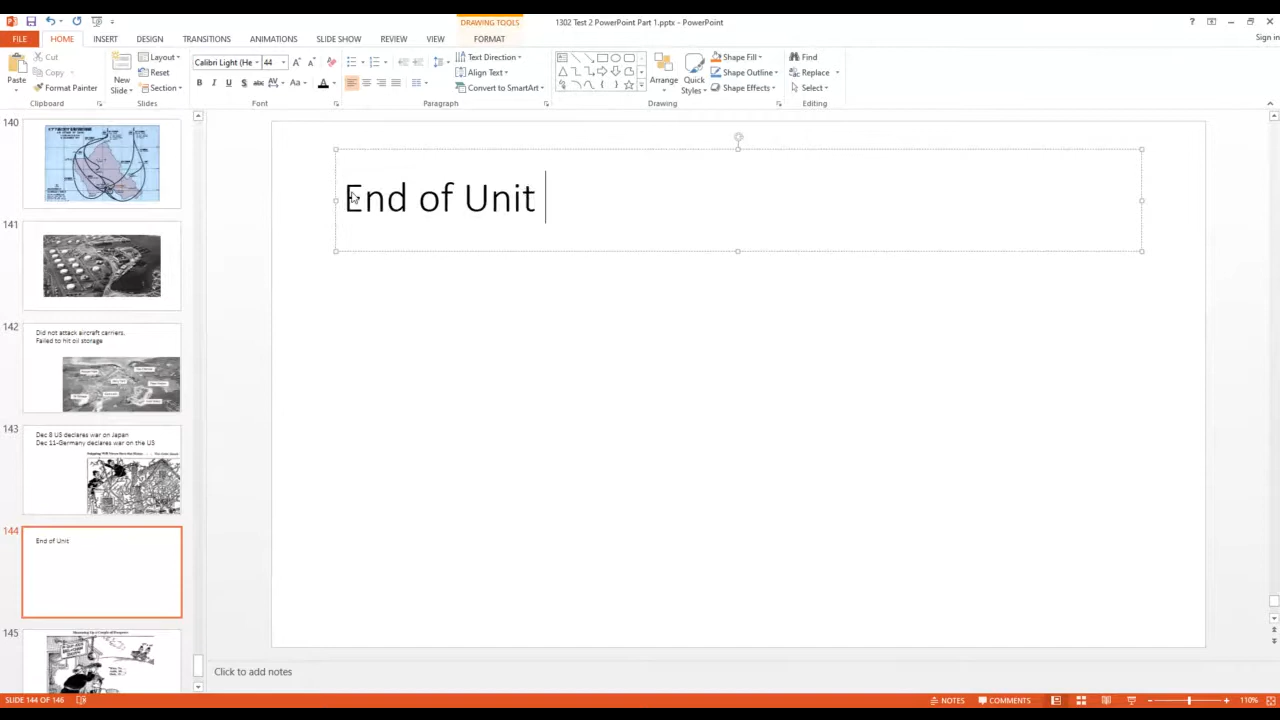 DRAWING TOOLS
1302 Test 2 PowerPoint Part 1.pptx - PowerPoint
Sign in
FILE HOME INSERT DESIGN TRANSITIONS ANIMATIONS SLIDE SHOW REVIEW VIEW FORMAT
Paste
Cut
Copy
Format Painter
Clipboard
New Slide
Layout
Reset
Section
Slides
Calibri Light (He 44
B I U S abc AV Aa A
Font
Text Direction
Align Text
Convert to SmartArt
Paragraph
Arrange
Quick Styles
Shape Fill
Shape Outline
Shape Effects
Drawing
Find
Replace
Select
Editing
140
141
142
Did not attack aircraft carriers.
Failed to hit oil storage
143
Dec 8 US declares war on Japan
Dec 11-Germany declares war on the US
144
End of Unit
145
End of Unit
Click to add notes
SLIDE 144 OF 146
NOTES
COMMENTS
110%